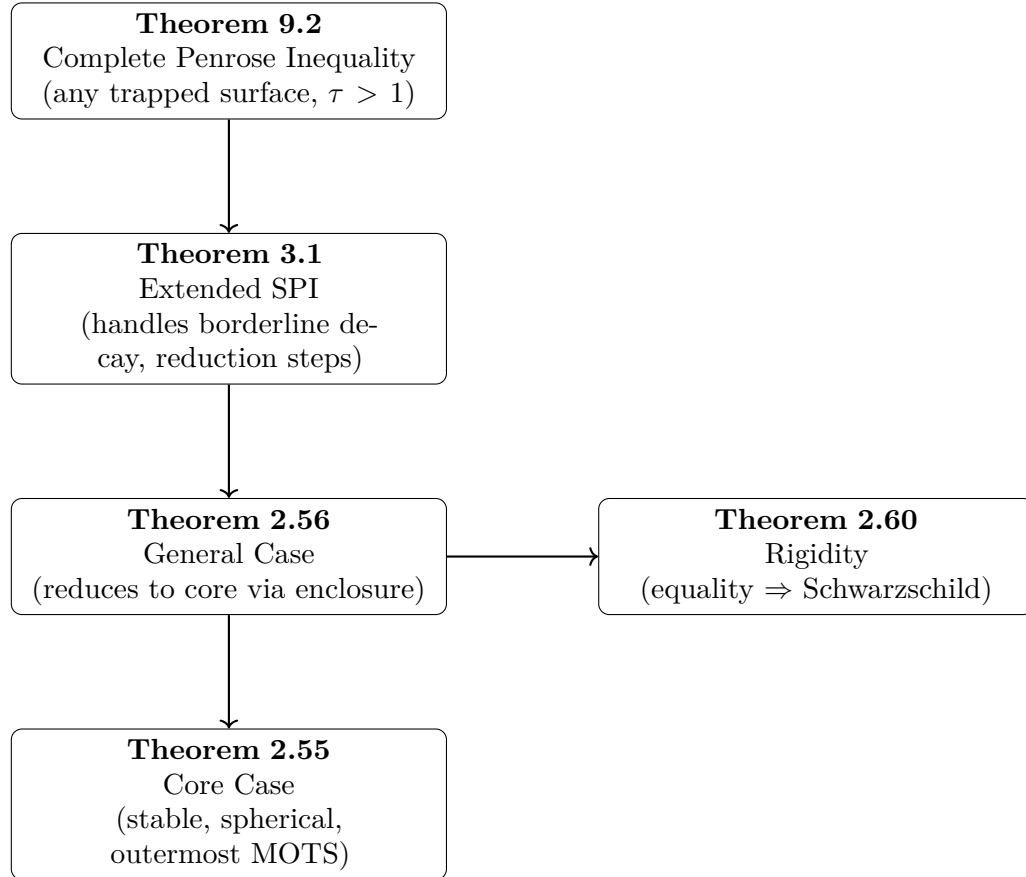 Theorem 9.2
Complete Penrose Inequality
(any trapped surface, τ > 1)
Theorem 3.1
Extended SPI
(handles borderline de-
cay, reduction steps)
Theorem 2.56
General Case
(reduces to core via enclosure)
Theorem 2.60
Rigidity
(equality ⇒ Schwarzschild)
Theorem 2.55
Core Case
(stable, spherical,
outermost MOTS)